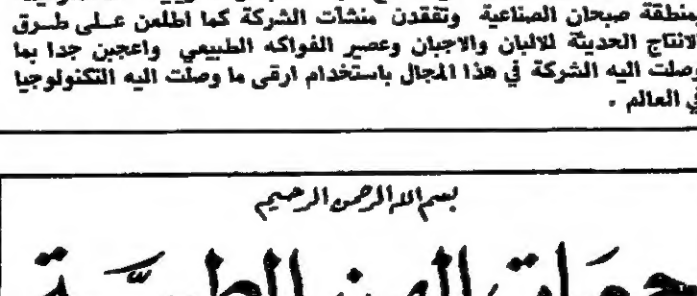 منطقة صبحان الصناعية وتفقدن منشآت الشركة كما اطلعن على طرق
الانتاج الحديثة للالبان والاجبان وعصير الفواكه الطبيعي واعجبن جدا بما
وصلت اليه الشركة في هذا المجال باستخدام ارقى ما وصلت اليه التكنولوجيا
في العالم .
بسم الله الرحمن الرحيم
المهن الطبية